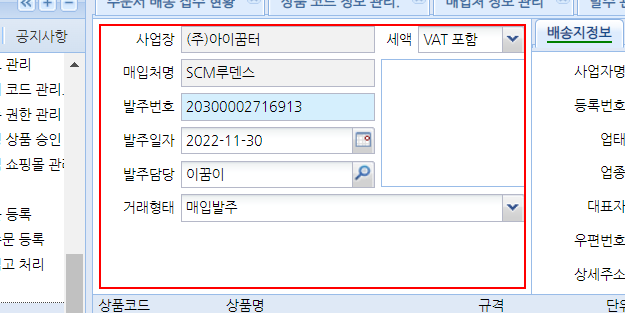 수문서 배송 접수 현황
상품 코드 정보 관리.
매입처 정보 관리
발주
공지사항
관리
코드 관리.
권한 관리
상품 승인
쇼핑몰 관리
등록
문 등록
고 처리
사업장 (주)아이꿈터 세액 VAT 포함
매입처명 SCM루덴스
발주번호 20300002716913
발주일자 2022-11-30
발주담당 이꿈이
거래형태 매입발주
배송지정보
사업자명
등록번호
업태
업종
대표자
우편번호
상세주소
상품코드 상품명 규격 단위